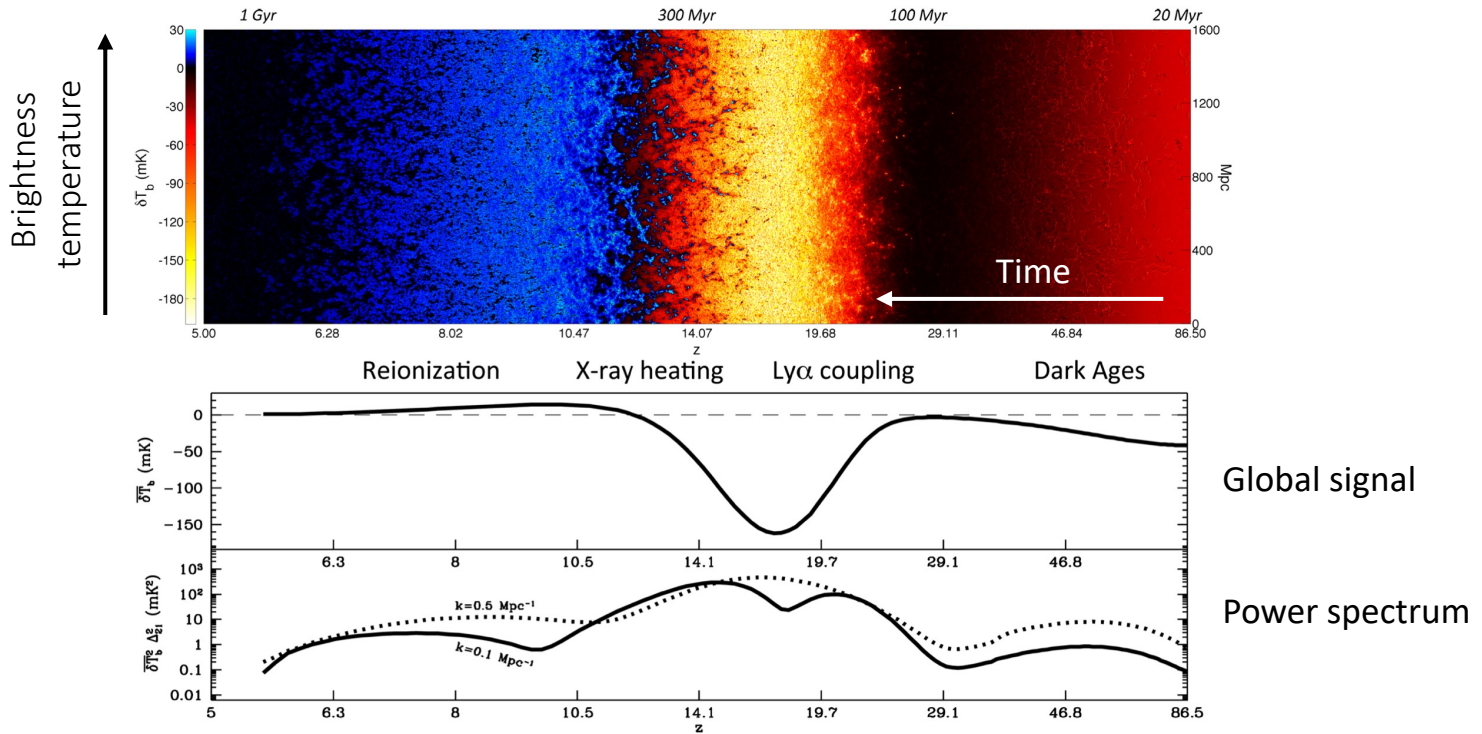 1 Gyr 300 Myr 100 Myr 20 Myr
Brightness
temperature
δT_b (mK)
30
0
-30
-60
-90
-120
-150
-180
1600
1200
800
400
0
Mpc
Time
5.00 6.28 8.02 10.47 14.07 19.68 29.11 46.84 86.50
z
Reionization X-ray heating Lyα coupling Dark Ages
δT_b (mK)
0
−50
−100
−150
Global signal
6.3 8 10.5 14.1 19.7 29.1 46.8
δT_b² Δ²₂₁ (mK²)
10³
10²
10
1
0.1
0.01
k=0.5 Mpc⁻¹
k=0.1 Mpc⁻¹
Power spectrum
5 6.3 8 10.5 14.1 19.7 29.1 46.8 86.5
z